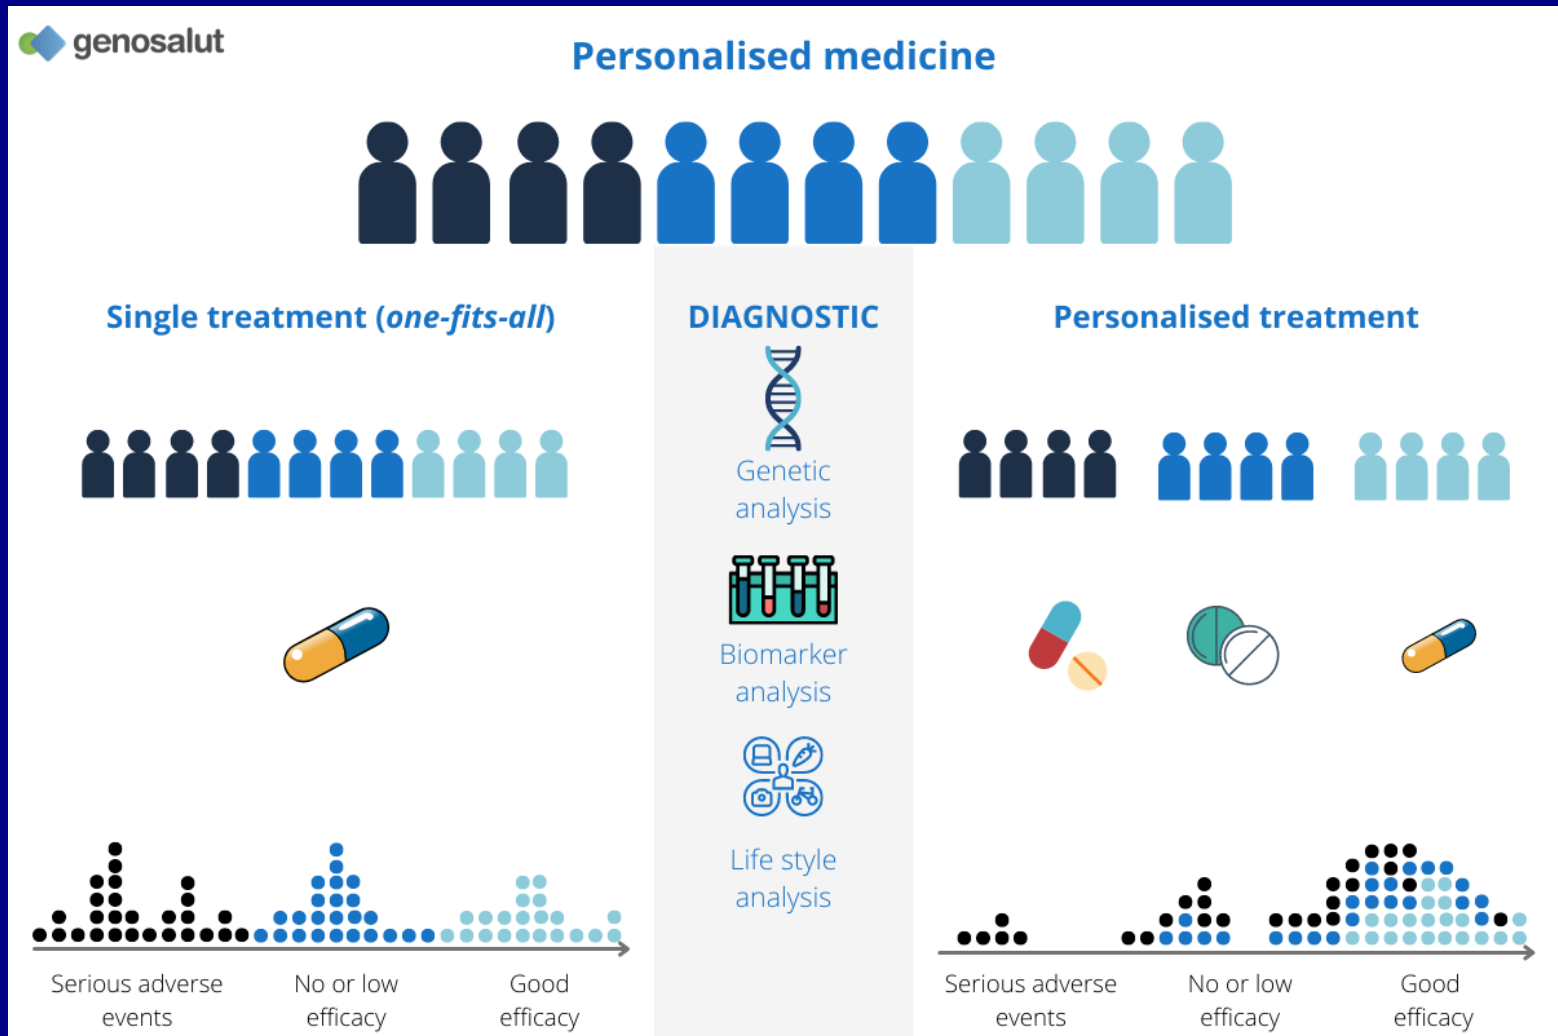 genosalut
Personalised medicine
Single treatment (one-fits-all)
DIAGNOSTIC
Personalised treatment
Genetic
analysis
Biomarker
analysis
Life style
analysis
Serious adverse
events
No or low
efficacy
Good
efficacy
Serious adverse
events
No or low
efficacy
Good
efficacy